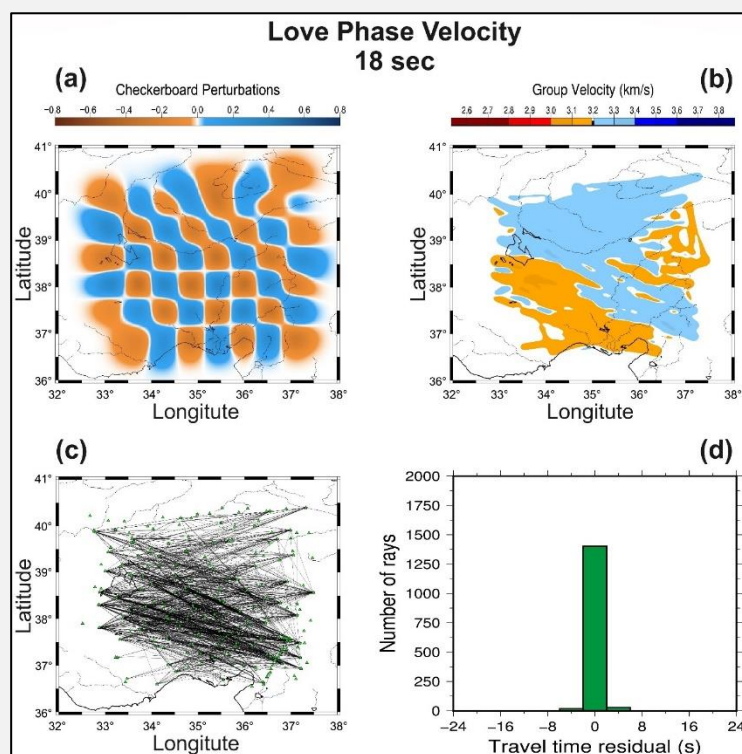 Love Phase Velocity
18 sec
(a)
Checkerboard Perturbations
−0.8 −0.6 −0.4 −0.2 0.0 0.2 0.4 0.6 0.8
41°
40°
39°
38°
37°
36°
Latitude
32° 33° 34° 35° 36° 37° 38°
Longitute
(b)
Group Velocity (km/s)
2.6 2.7 2.8 2.9 3.0 3.1 3.2 3.3 3.4 3.5 3.6 3.7 3.8
41°
40°
39°
38°
37°
36°
Latitude
32° 33° 34° 35° 36° 37° 38°
Longitute
(c)
41°
40°
39°
38°
37°
36°
Latitude
32° 33° 34° 35° 36° 37° 38°
Longitute
(d)
2000
1750
1500
1250
1000
750
500
250
0
Number of rays
−24 −16 −8 0 8 16 24
Travel time residual (s)